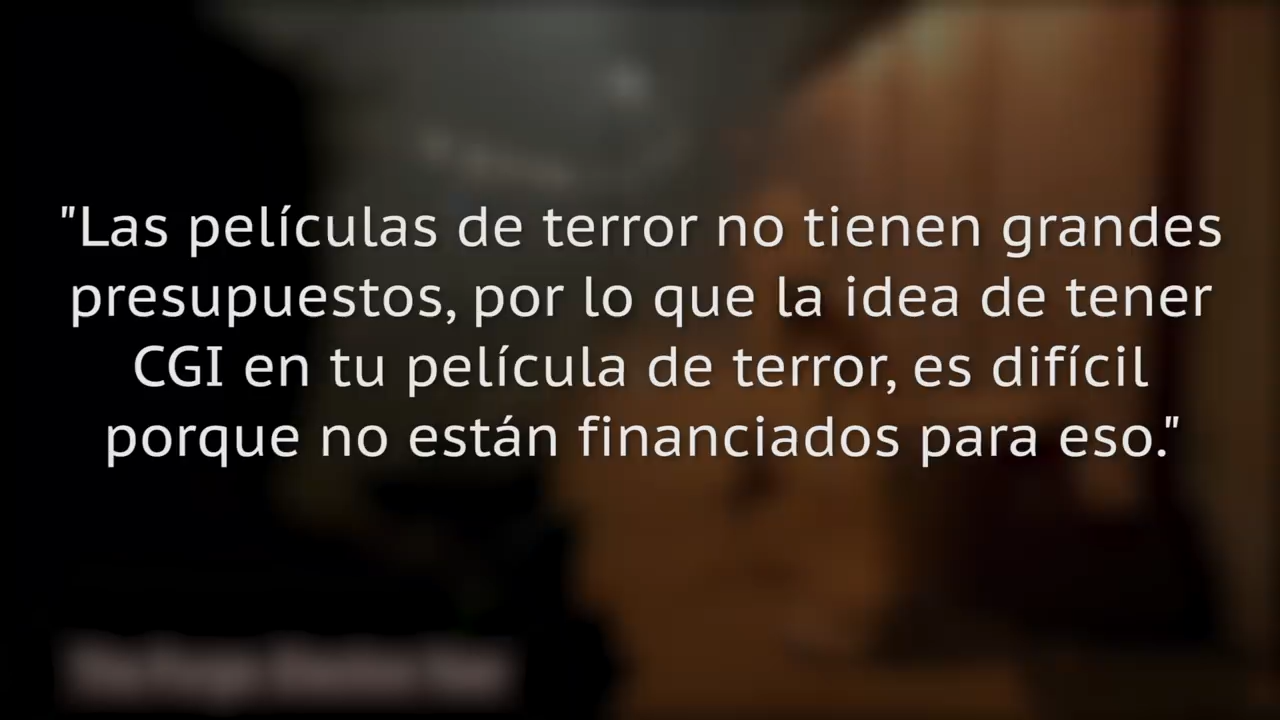 "Las películas de terror no tienen grandes
presupuestos, por lo que la idea de tener
CGI en tu película de terror, es difícil
porque no están financiados para eso."